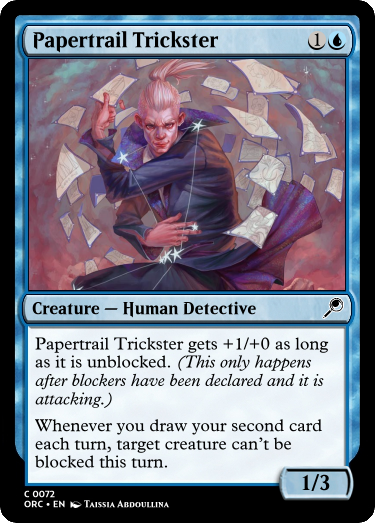 Papertrail Trickster 1
Creature — Human Detective
Papertrail Trickster gets +1/+0 as long
as it is unblocked. (This only happens
after blockers have been declared and it is
attacking.)
Whenever you draw your second card
each turn, target creature can't be
blocked this turn.
1/3
C 0072
ORC • EN Taissia Abdoullina